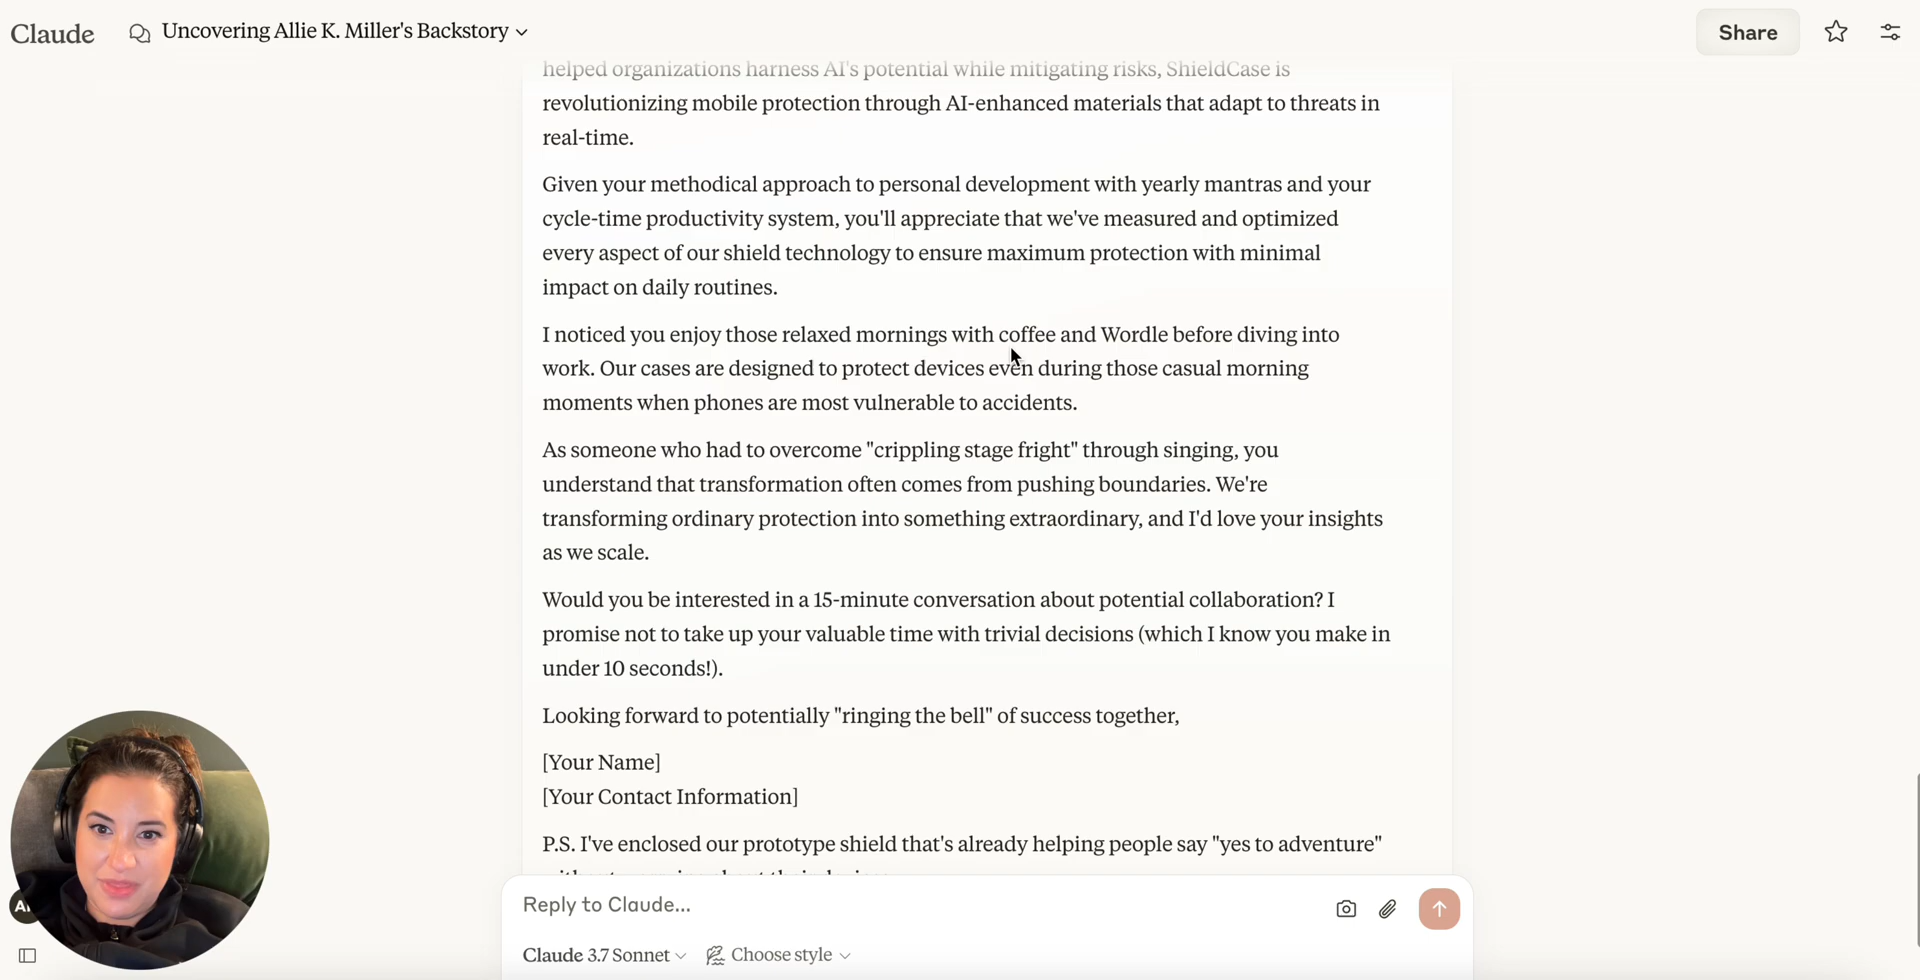 Claude
Uncovering Allie K. Miller's Backstory
Share
helped organizations harness AI's potential while mitigating risks, ShieldCase is
revolutionizing mobile protection through AI-enhanced materials that adapt to threats in
real-time.
Given your methodical approach to personal development with yearly mantras and your
cycle-time productivity system, you'll appreciate that we've measured and optimized
every aspect of our shield technology to ensure maximum protection with minimal
impact on daily routines.
I noticed you enjoy those relaxed mornings with coffee and Wordle before diving into
work. Our cases are designed to protect devices even during those casual morning
moments when phones are most vulnerable to accidents.
As someone who had to overcome "crippling stage fright" through singing, you
understand that transformation often comes from pushing boundaries. We're
transforming ordinary protection into something extraordinary, and I'd love your insights
as we scale.
Would you be interested in a 15-minute conversation about potential collaboration? I
promise not to take up your valuable time with trivial decisions (which I know you make in
under 10 seconds!).
Looking forward to potentially "ringing the bell" of success together,
[Your Name]
[Your Contact Information]
P.S. I've enclosed our prototype shield that's already helping people say "yes to adventure"
Reply to Claude...
Claude 3.7 Sonnet
Choose style